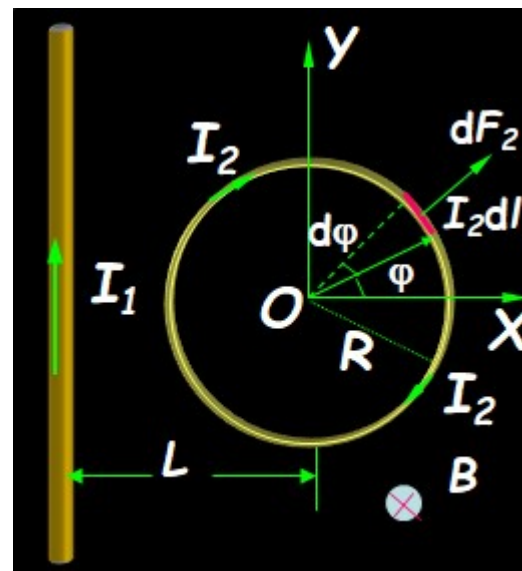 Y
I₂
dF₂
I₂dl
dφ
φ
I₁
O
X
R
I₂
L
B